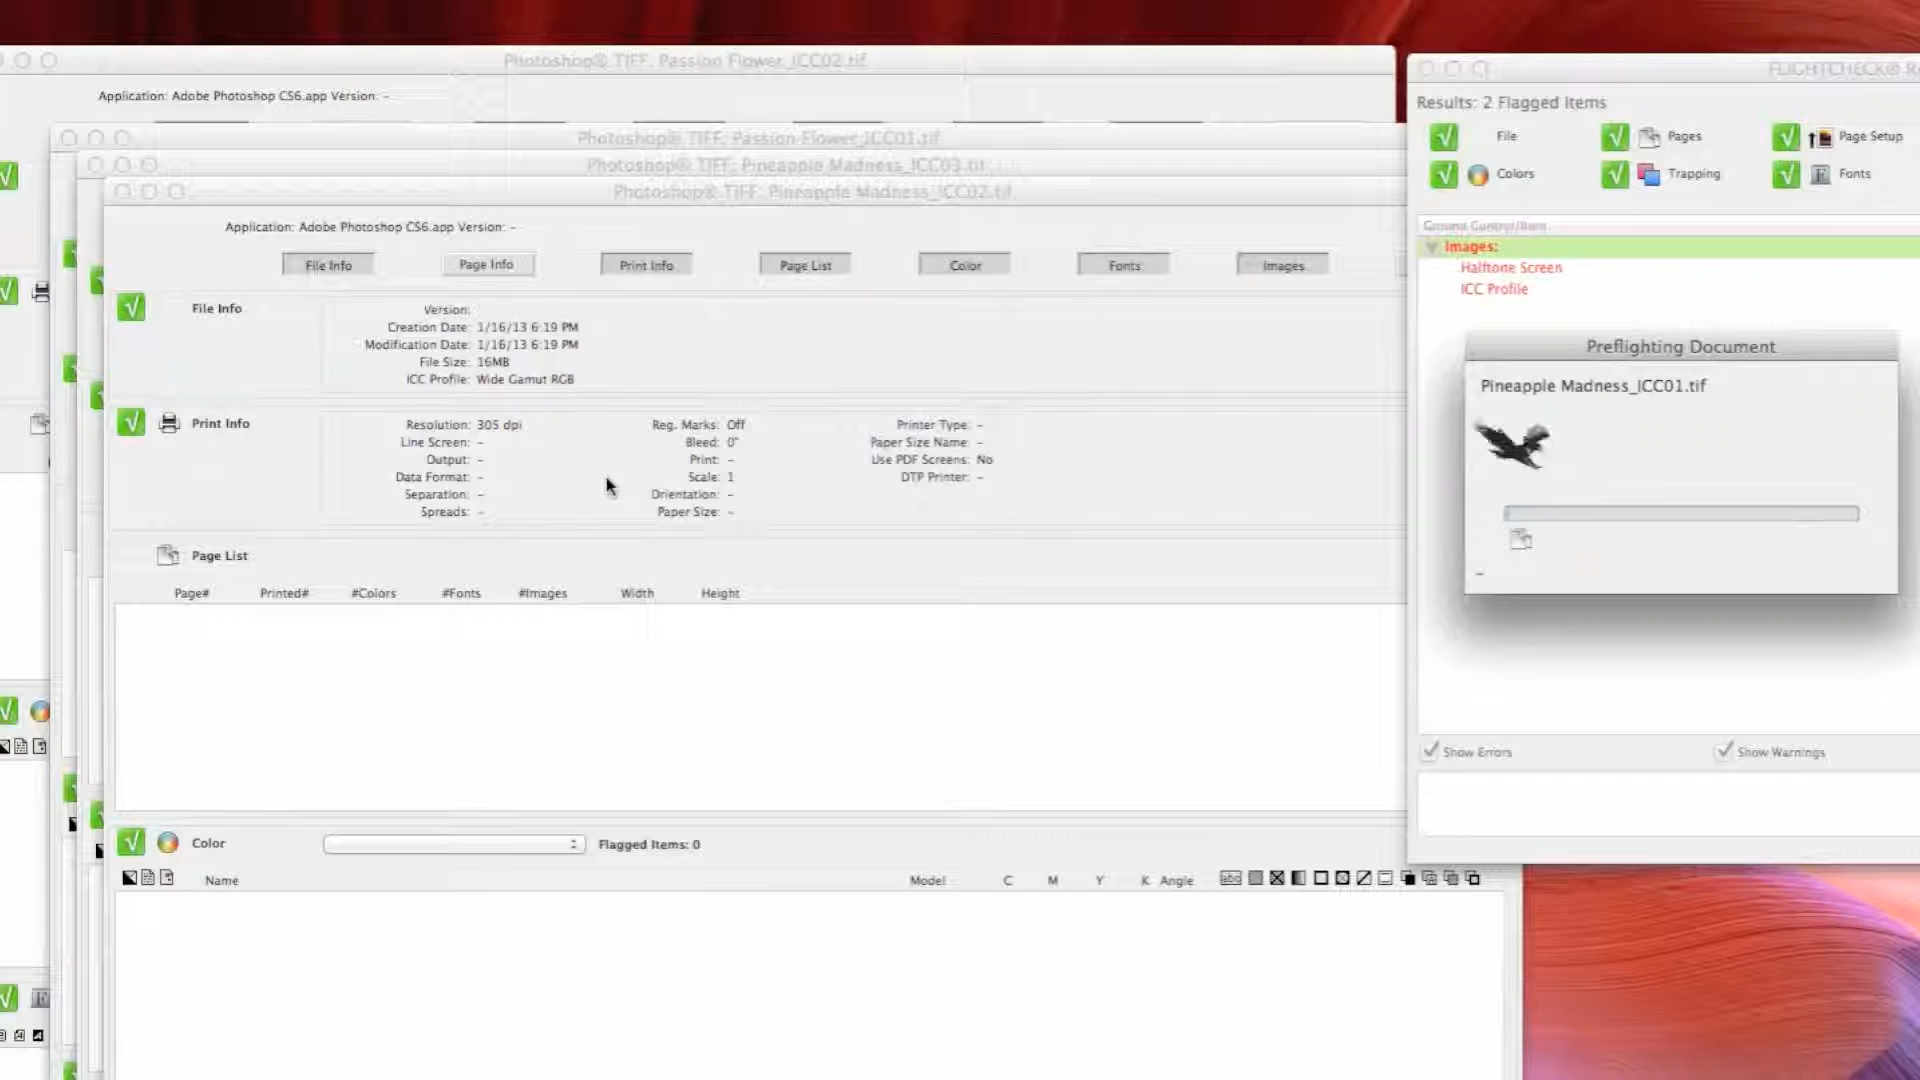 Photoshop® TIFF: Passion Flower_ICC02.tif
Application: Adobe Photoshop CS6.app Version: –
Photoshop® TIFF: Passion Flower_ICC01.tif
Photoshop® TIFF: Pineapple Madness_ICC03.tif
Photoshop® TIFF: Pineapple Madness_ICC02.tif
Application: Adobe Photoshop CS6.app Version: –
File Info Page Info Print Info Page List Color Fonts Images
File Info
Version:
Creation Date: 1/16/13 6:19 PM
Modification Date: 1/16/13 6:19 PM
File Size: 16MB
ICC Profile: Wide Gamut RGB
Print Info
Resolution: 305 dpi Reg. Marks: Off Printer Type: –
Line Screen: – Bleed: 0" Paper Size Name: –
Output: – Print: – Use PDF Screens: No
Data Format: – Scale: 1 DTP Printer: –
Separation: – Orientation: –
Spreads: – Paper Size: –
Page List
Page# Printed# #Colors #Fonts #Images Width Height
Color Flagged Items: 0
Name Model C M Y K Angle abc
FLIGHTCHECK®
Results: 2 Flagged Items
File Pages Page Setup
Colors Trapping Fonts
Ground Control/Item
Images:
Halftone Screen
ICC Profile
Preflighting Document
Pineapple Madness_ICC01.tif
–
Show Errors Show Warnings